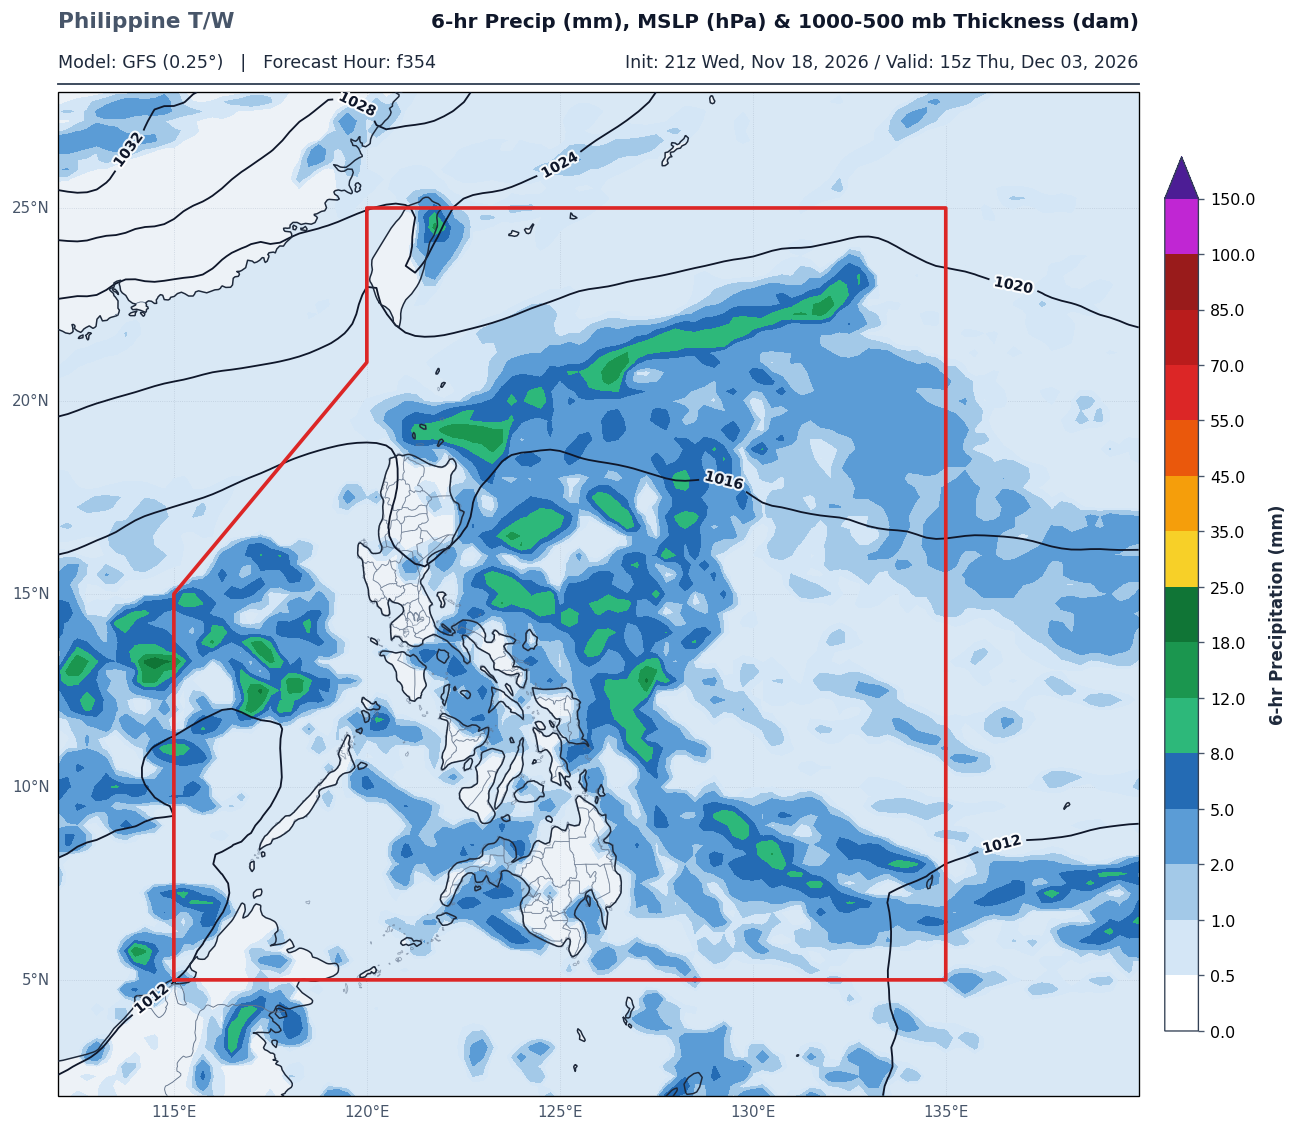 Philippine T/W
6-hr Precip (mm), MSLP (hPa) & 1000-500 mb Thickness (dam)
Model: GFS (0.25°) | Forecast Hour: f354
Init: 21z Wed, Nov 18, 2026 / Valid: 15z Thu, Dec 03, 2026
1028
1032
1024
1020
1016
1012
1012
25°N
20°N
15°N
10°N
5°N
115°E
120°E
125°E
130°E
135°E
150.0
100.0
85.0
70.0
55.0
45.0
35.0
25.0
18.0
12.0
8.0
5.0
2.0
1.0
0.5
0.0
6-hr Precipitation (mm)